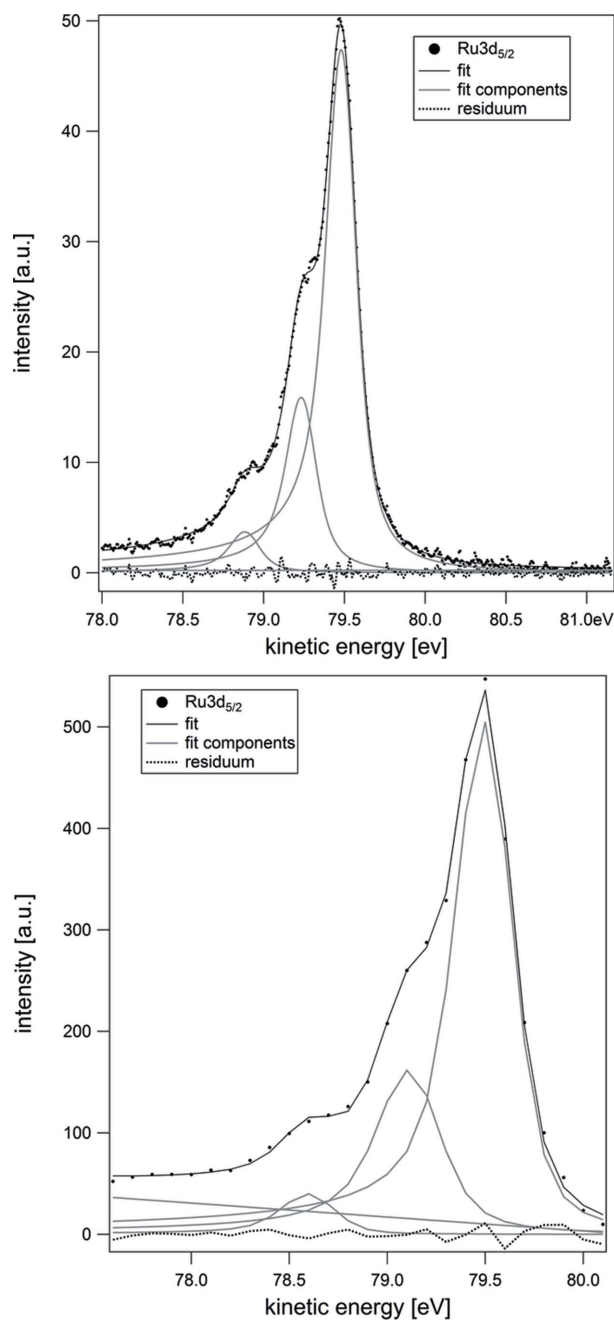 50
40
30
20
10
0
intensity [a.u.]
Ru3d5/2
fit
fit components
residuum
78.0 78.5 79.0 79.5 80.0 80.5 81.0eV
kinetic energy [ev]
500
400
300
200
100
0
intensity [a.u.]
Ru3d5/2
fit
fit components
residuum
78.0 78.5 79.0 79.5 80.0
kinetic energy [eV]